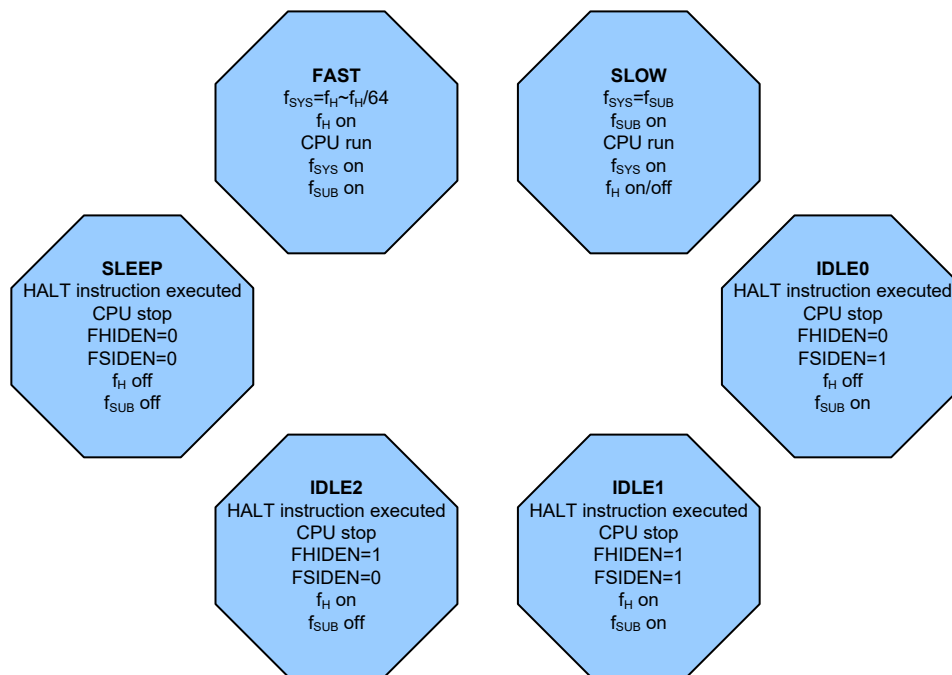 FAST
fSYS=fH~fH/64
fH on
CPU run
fSYS on
fSUB on
SLOW
fSYS=fSUB
fSUB on
CPU run
fSYS on
fH on/off
SLEEP
HALT instruction executed
CPU stop
FHIDEN=0
FSIDEN=0
fH off
fSUB off
IDLE0
HALT instruction executed
CPU stop
FHIDEN=0
FSIDEN=1
fH off
fSUB on
IDLE2
HALT instruction executed
CPU stop
FHIDEN=1
FSIDEN=0
fH on
fSUB off
IDLE1
HALT instruction executed
CPU stop
FHIDEN=1
FSIDEN=1
fH on
fSUB on